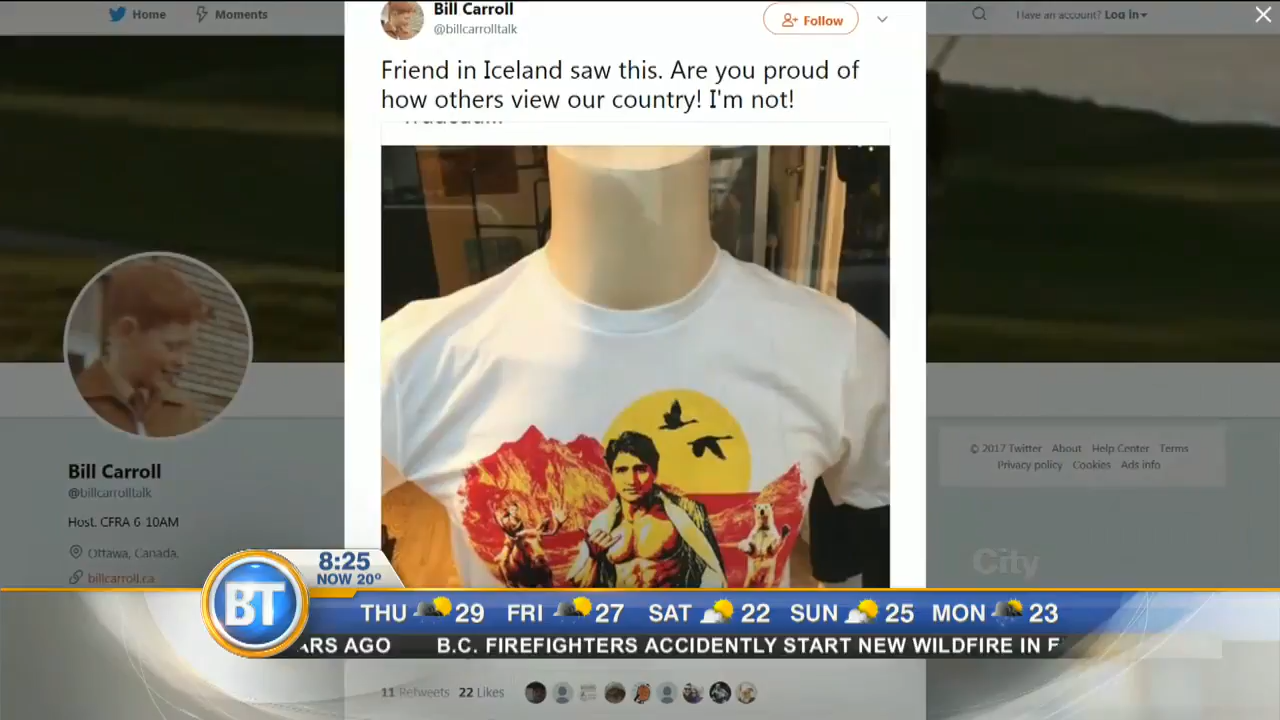 Home
Moments
Bill Carroll
@billcarrolltalk
Follow
Have an account? Log in
Friend in Iceland saw this. Are you proud of
how others view our country! I'm not!
Bill Carroll
@billcarrolltalk
Host. CFRA 6-10AM
Ottawa, Canada.
billcarroll.ca
© 2017 Twitter About Help Center Terms
Privacy policy Cookies Ads info
City
8:25
NOW 20°
BT
THU 29 FRI 27 SAT 22 SUN 25 MON 23
ARS AGO B.C. FIREFIGHTERS ACCIDENTLY START NEW WILDFIRE IN
11 Retweets 22 Likes